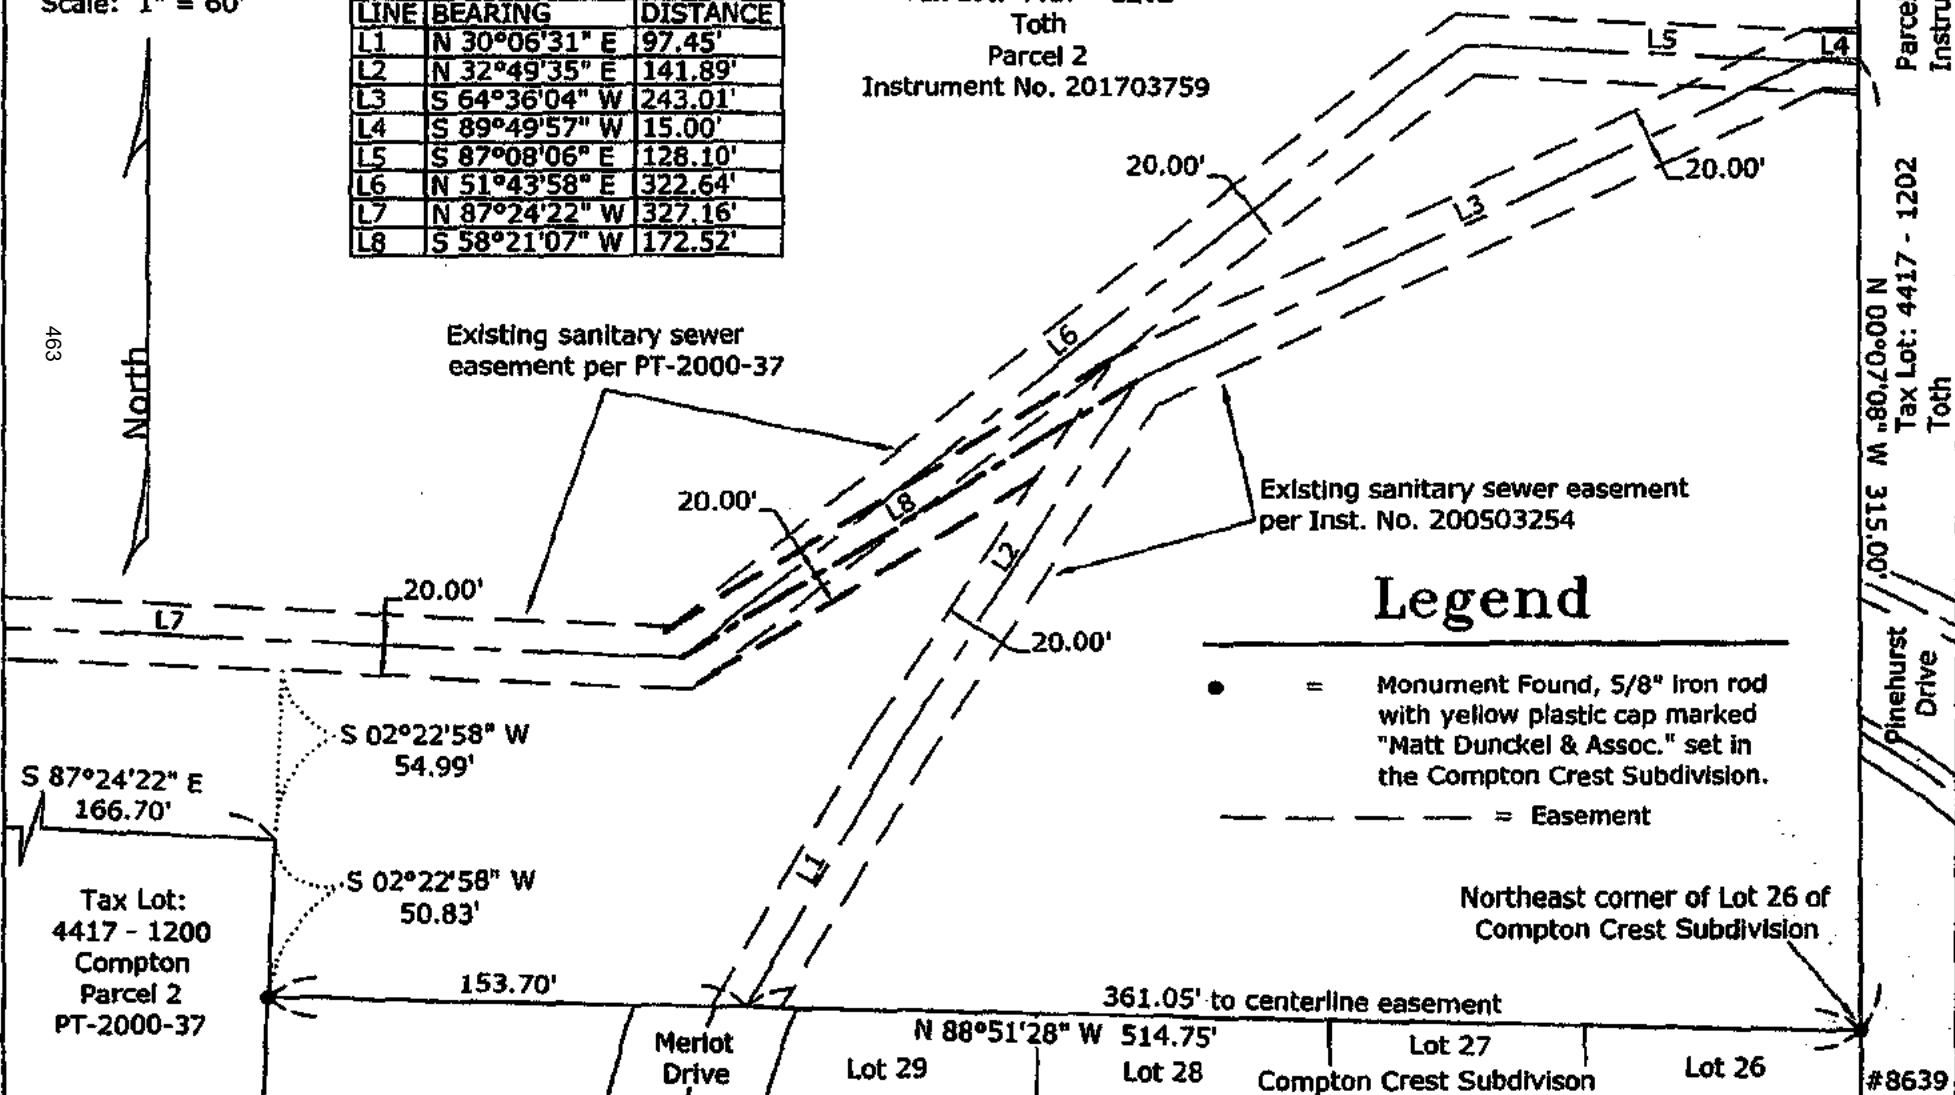 Scale: 1" = 60'
LINE BEARING DISTANCE
L1 N 30°06'31" E 97.45'
L2 N 32°49'35" E 141.89'
L3 S 64°36'04" W 243.01'
L4 S 89°49'57" W 15.00'
L5 S 87°08'06" E 128.10'
L6 N 51°43'58" E 322.64'
L7 N 87°24'22" W 327.16'
L8 S 58°21'07" W 172.52'
Toth
Parcel 2
Instrument No. 201703759
L5
L4
20.00'
20.00'
L3
North
463
Existing sanitary sewer
easement per PT-2000-37
L6
20.00'
L8
Existing sanitary sewer easement
per Inst. No. 200503254
L2
20.00'
L7
20.00'
Legend
= Monument Found, 5/8" iron rod
with yellow plastic cap marked
"Matt Dunckel & Assoc." set in
the Compton Crest Subdivision.
= Easement
S 02°22'58" W
54.99'
S 87°24'22" E
166.70'
S 02°22'58" W
50.83'
L1
Tax Lot:
4417 - 1200
Compton
Parcel 2
PT-2000-37
Northeast corner of Lot 26 of
Compton Crest Subdivision
153.70'
361.05' to centerline easement
N 88°51'28" W 514.75'
Merlot
Drive
Lot 29
Lot 28
Lot 27
Lot 26
Compton Crest Subdivison
N 00°07'08" W 315.00'
Tax Lot: 4417 - 1202
Toth
Pinehurst
Drive
#8639